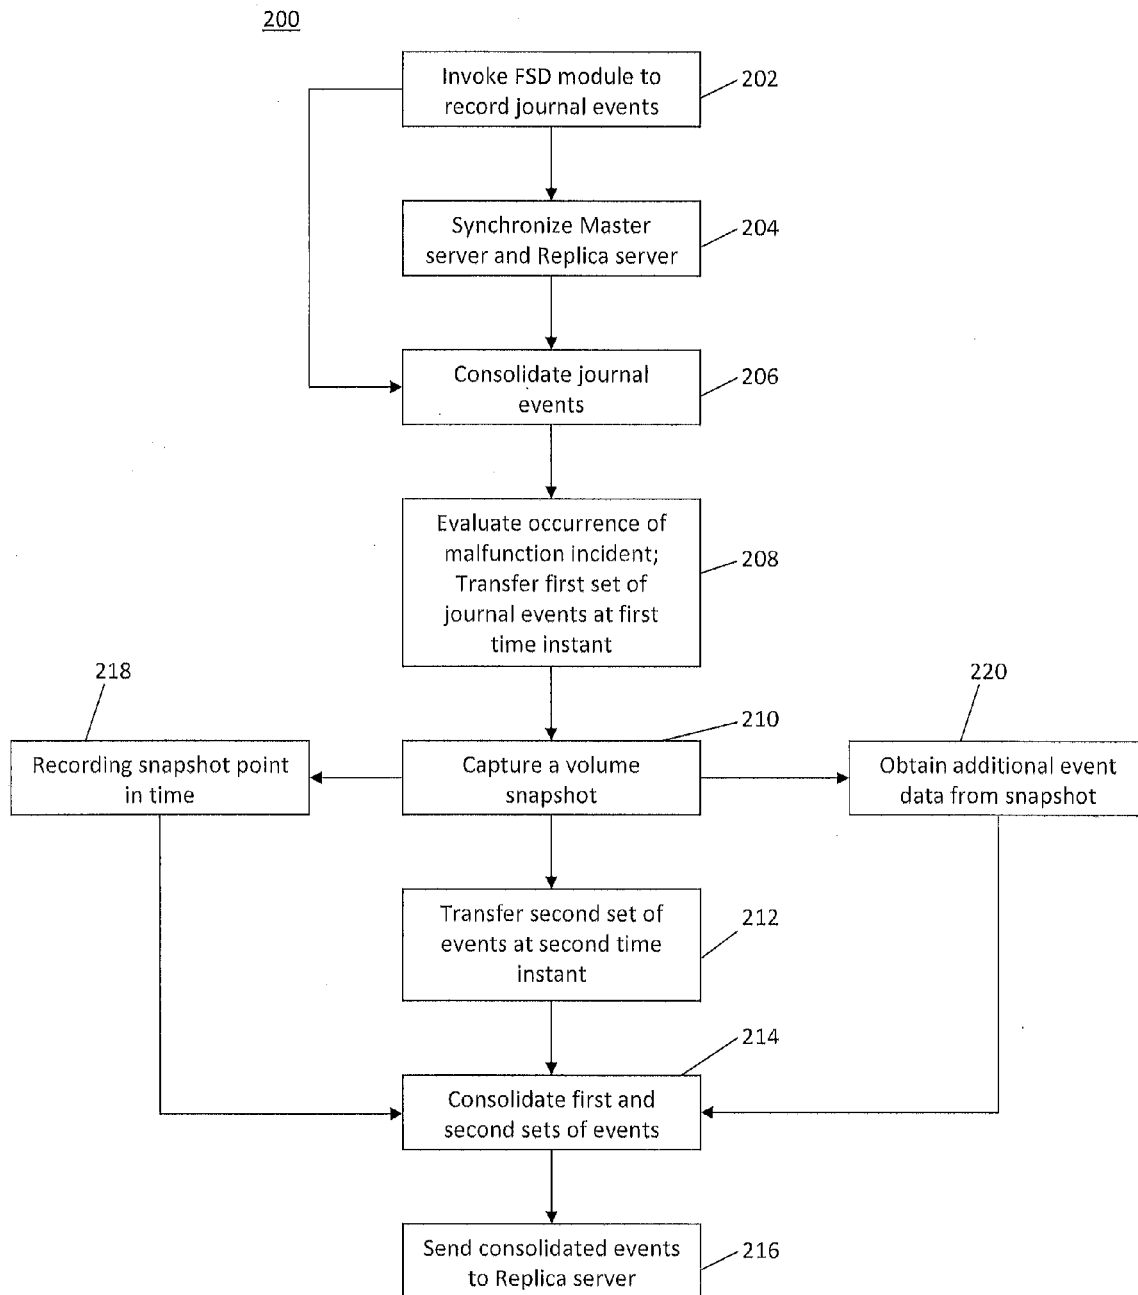 200
Invoke FSD module to
record journal events
202
Synchronize Master
server and Replica server
204
Consolidate journal
events
206
Evaluate occurrence of
malfunction incident;
Transfer first set of
journal events at first
time instant
208
218
Recording snapshot point
in time
210
Capture a volume
snapshot
220
Obtain additional event
data from snapshot
Transfer second set of
events at second time
instant
212
214
Consolidate first and
second sets of events
Send consolidated events
to Replica server
216